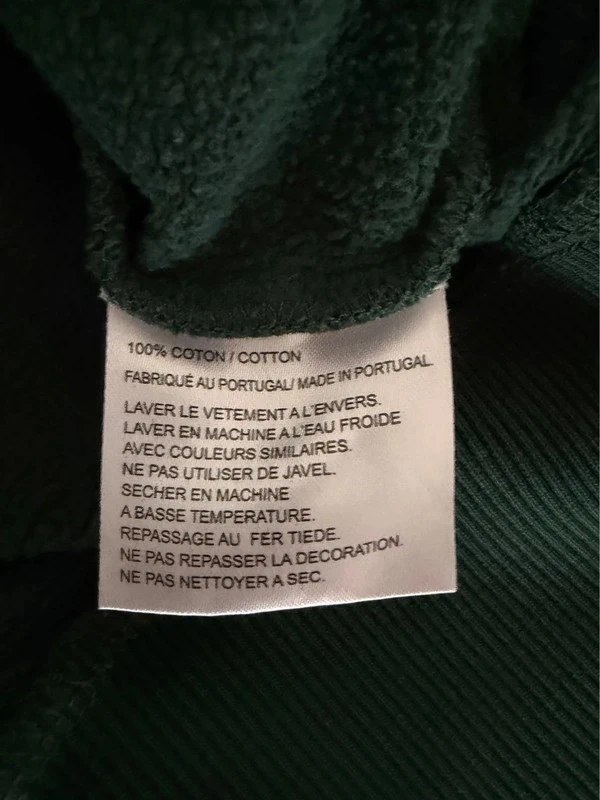 100% COTON / COTTON
FABRIQUÉ AU PORTUGAL/ MADE IN PORTUGAL
LAVER LE VETEMENT A L'ENVERS.
LAVER EN MACHINE A L'EAU FROIDE
AVEC COULEURS SIMILAIRES.
NE PAS UTILISER DE JAVEL.
SECHER EN MACHINE
A BASSE TEMPERATURE.
REPASSAGE AU FER TIEDE.
NE PAS REPASSER LA DECORATION.
NE PAS NETTOYER A SEC.